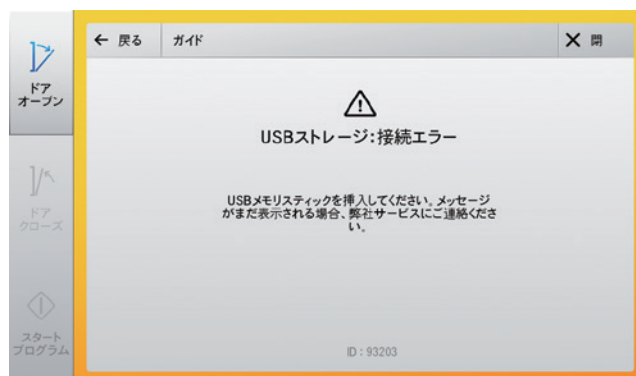 ドア
オープン
ドア
クローズ
スタート
プログラム
← 戻る
ガイド
✕ 閉
USBストレージ:接続エラー
USBメモリスティックを挿入してください。メッセージ
がまだ表示される場合、弊社サービスにご連絡くださ
い。
ID : 93203